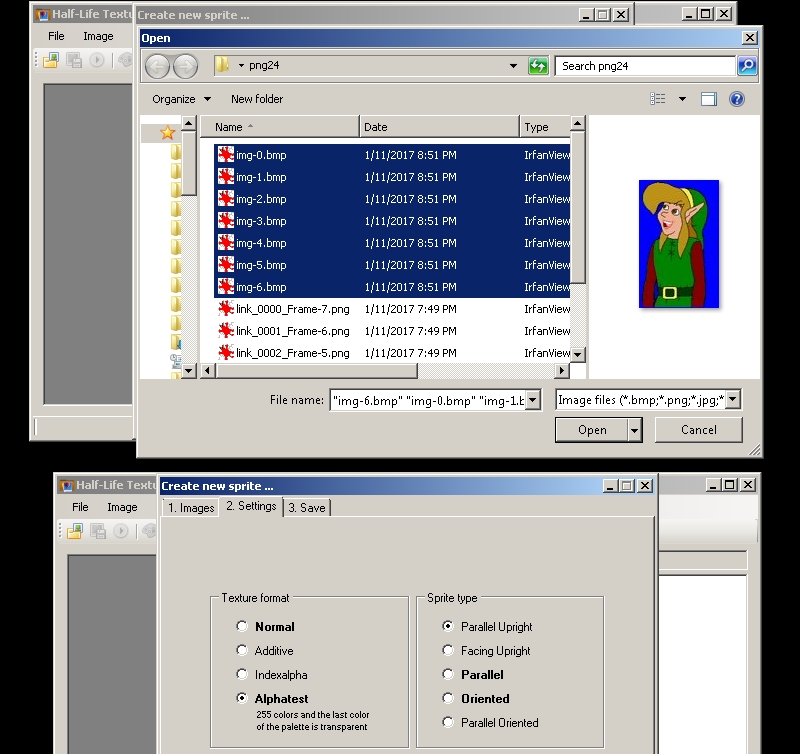 Half-Life Textu
Create new sprite ...
File Image
Open
png24
Search png24
Organize New folder
Name Date Type
img-0.bmp 1/11/2017 8:51 PM IrfanView
img-1.bmp 1/11/2017 8:51 PM IrfanView
img-2.bmp 1/11/2017 8:51 PM IrfanView
img-3.bmp 1/11/2017 8:51 PM IrfanView
img-4.bmp 1/11/2017 8:51 PM IrfanView
img-5.bmp 1/11/2017 8:51 PM IrfanView
img-6.bmp 1/11/2017 8:51 PM IrfanView
link_0000_Frame-7.png 1/11/2017 7:49 PM IrfanView
link_0001_Frame-6.png 1/11/2017 7:49 PM IrfanView
link_0002_Frame-5.png 1/11/2017 7:49 PM IrfanView
File name: "img-6.bmp" "img-0.bmp" "img-1.b Image files (*.bmp;*.png;*.jpg;*
Open Cancel
Half-Life Textu
Create new sprite ...
File Image
1. Images 2. Settings 3. Save
Texture format Sprite type
Normal Parallel Upright
Additive Facing Upright
Indexalpha Parallel
Alphatest Oriented
255 colors and the last color
of the palette is transparent Parallel Oriented